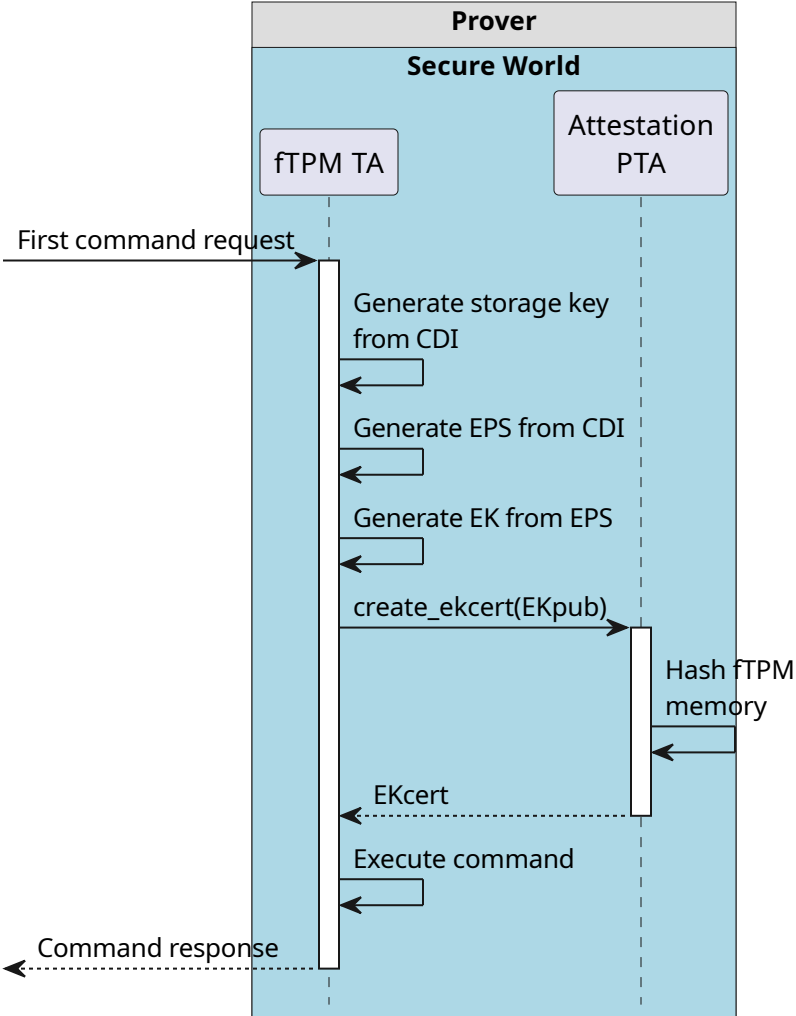 Prover
Secure World
Attestation
PTA
fTPM TA
First command request
Generate storage key
from CDI
Generate EPS from CDI
Generate EK from EPS
create_ekcert(EKpub)
Hash fTPM
memory
EKcert
Execute command
Command response